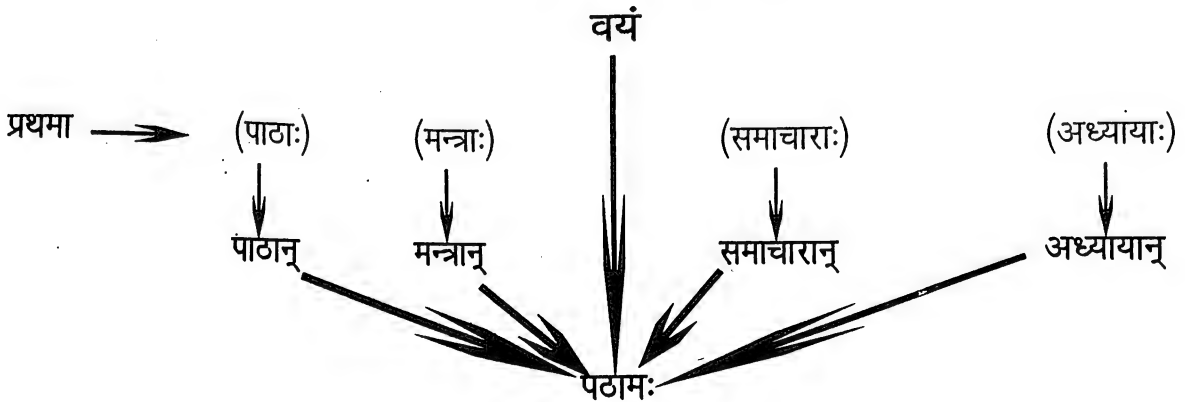 वयं
प्रथमा (पाठाः) (मन्त्राः) (समाचाराः) (अध्यायाः)
पाठान् मन्त्रान् समाचारान् अध्यायान्
पठामः